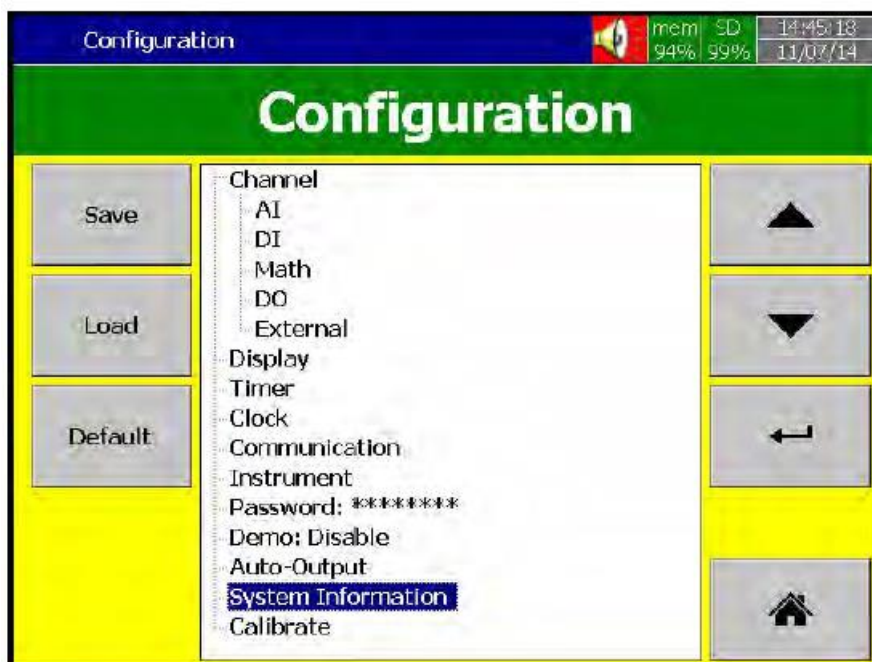 Configuration
mem SD 14:45:18
94% 99% 11/07/14
Configuration
Save
Load
Default
Channel
AI
DI
Math
DO
External
Display
Timer
Clock
Communication
Instrument
Password: ********
Demo: Disable
Auto-Output
System Information
Calibrate